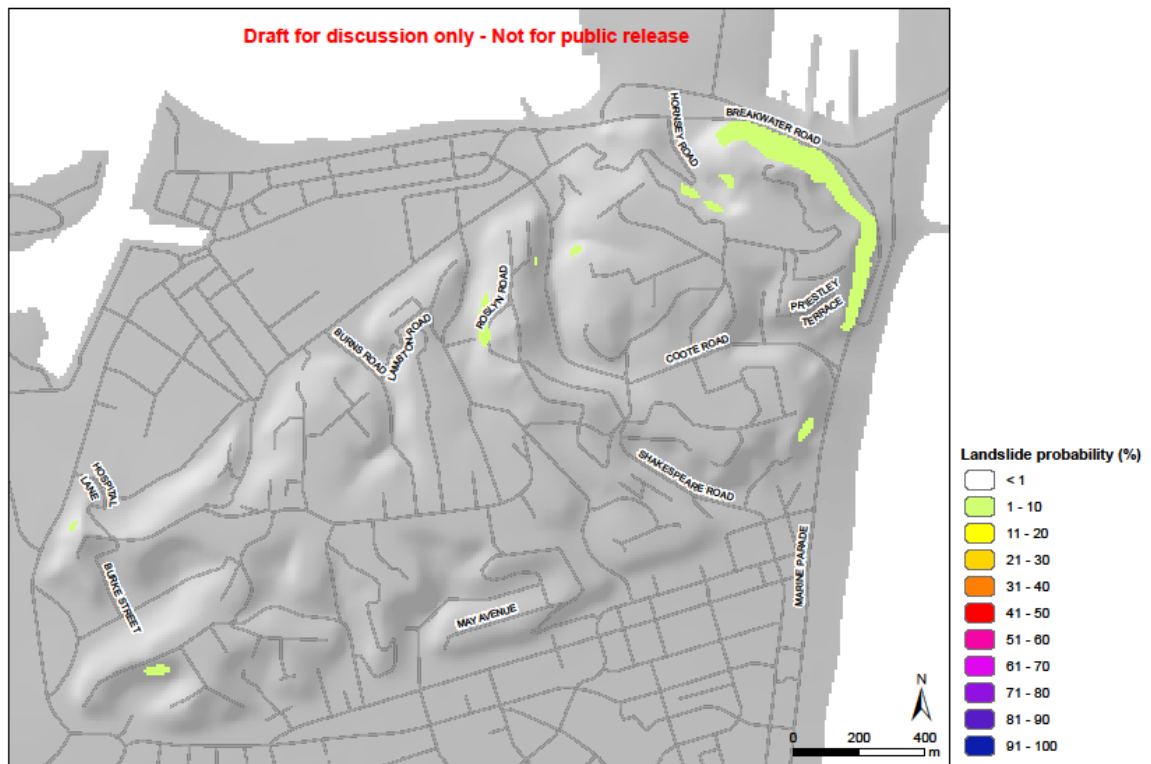 Draft for discussion only - Not for public release
HORNSEY ROAD
BREAKWATER ROAD
ROSLYN ROAD
PRIESTLEY
TERRACE
BURNS ROAD
LAMBTON ROAD
COOTE ROAD
SHAKESPEARE ROAD
HOSPITAL
LANE
BURKE STREET
MAY AVENUE
MARINE PARADE
N
0 200 400
m
Landslide probability (%)
< 1
1 - 10
11 - 20
21 - 30
31 - 40
41 - 50
51 - 60
61 - 70
71 - 80
81 - 90
91 - 100